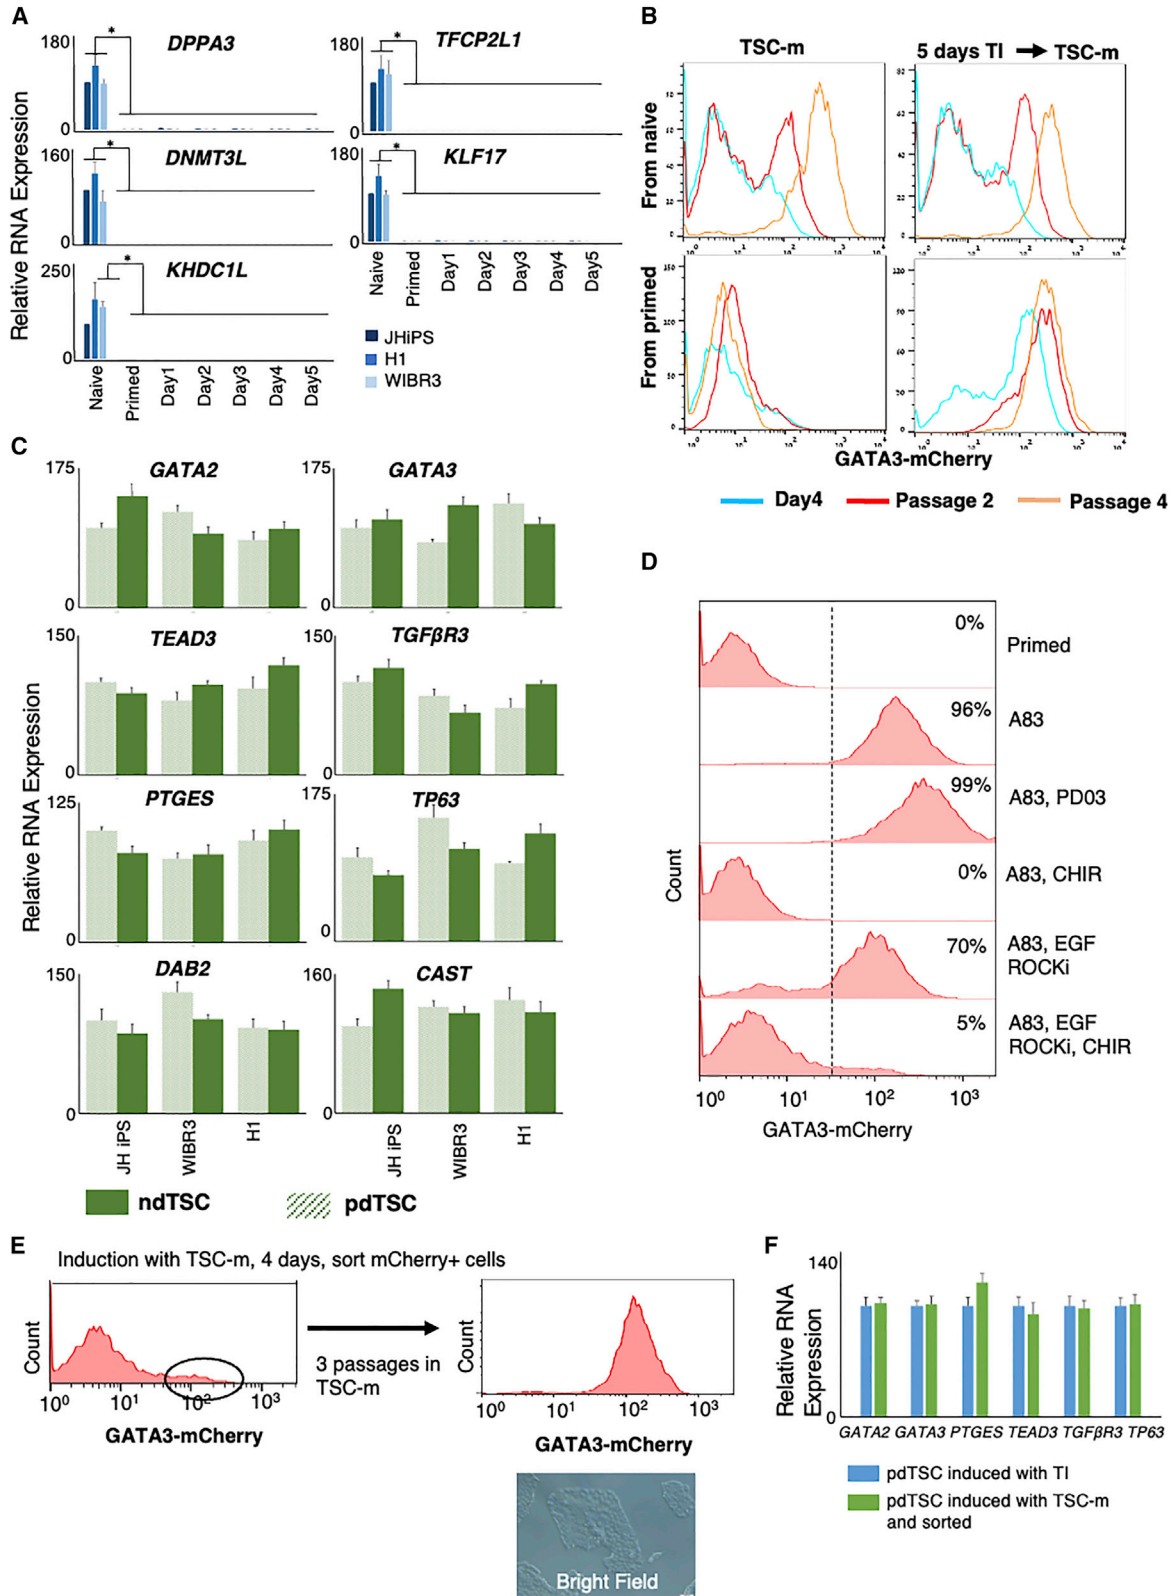 A
Relative RNA Expression
180
DPPA3
*
0
160
DNMT3L
*
0
250
KHDC1L
*
0
Naive
Primed
Day1
Day2
Day3
Day4
Day5
180
TFCP2L1
*
0
180
KLF17
*
0
Naive
Primed
Day1
Day2
Day3
Day4
Day5
JHiPS
H1
WIBR3
B
TSC-m
5 days TI
TSC-m
From naive
From primed
GATA3-mCherry
Day4
Passage 2
Passage 4
C
Relative RNA Expression
175
GATA2
0
175
GATA3
0
150
TEAD3
0
150
TGFβR3
0
125
PTGES
0
175
TP63
0
150
DAB2
0
160
CAST
0
JH iPS
WIBR3
H1
JH iPS
WIBR3
H1
ndTSC
pdTSC
D
Count
0%
Primed
96%
A83
99%
A83, PD03
0%
A83, CHIR
70%
A83, EGF
ROCKi
5%
A83, EGF
ROCKi, CHIR
10⁰ 10¹ 10² 10³
GATA3-mCherry
E
Induction with TSC-m, 4 days, sort mCherry+ cells
Count
10⁰ 10¹ 10² 10³
GATA3-mCherry
3 passages in
TSC-m
Count
10⁰ 10¹ 10² 10³
GATA3-mCherry
Bright Field
F
Relative RNA
Expression
140
0
GATA2 GATA3 PTGES TEAD3 TGFβR3 TP63
pdTSC induced with TI
pdTSC induced with TSC-m
and sorted